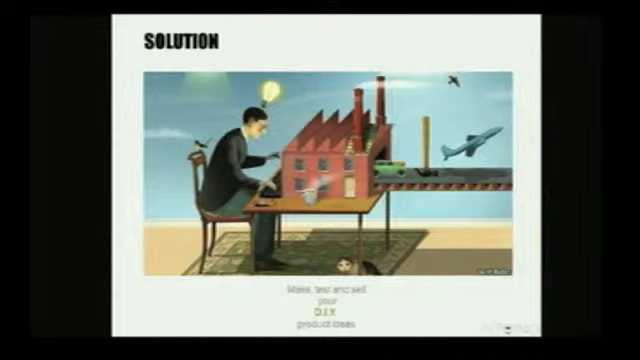 SOLUTION
Make, test and sell
your
D.I.Y
product ideas